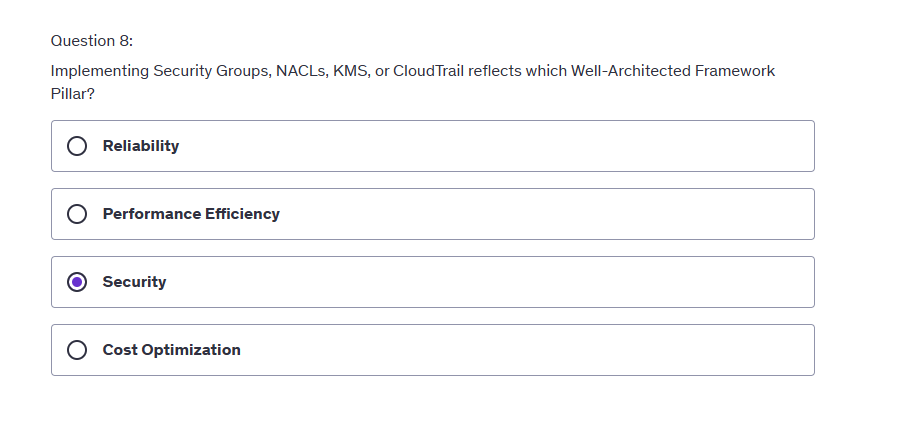 Question 8:
Implementing Security Groups, NACLs, KMS, or CloudTrail reflects which Well-Architected Framework
Pillar?
Reliability
Performance Efficiency
Security
Cost Optimization